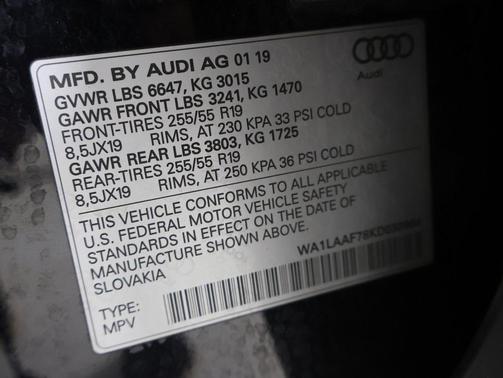 MFD. BY AUDI AG 01 19
GVWR LBS 6647, KG 3015
GAWR FRONT LBS 3241, KG 1470
FRONT-TIRES 255/55 R19
8,5JX19 RIMS, AT 230 KPA 33 PSI COLD
GAWR REAR LBS 3803, KG 1725
REAR-TIRES 255/55 R19
8,5JX19 RIMS, AT 250 KPA 36 PSI COLD
Audi
THIS VEHICLE CONFORMS TO ALL APPLICABLE
U.S. FEDERAL MOTOR VEHICLE SAFETY
STANDARDS IN EFFECT ON THE DATE OF
MANUFACTURE SHOWN ABOVE.
SLOVAKIA
TYPE:
MPV